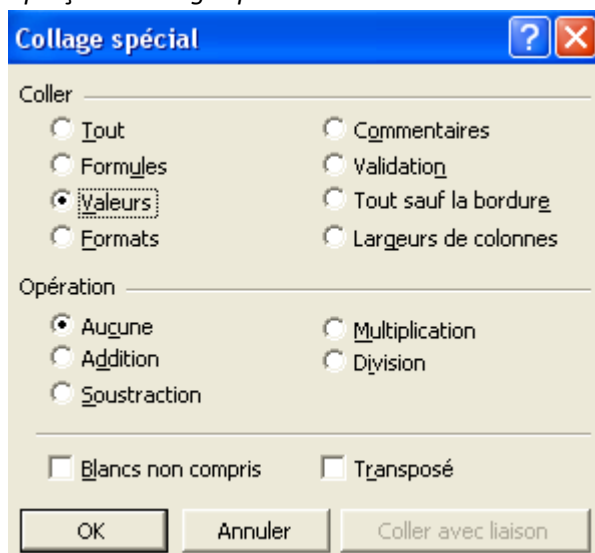 Collage spécial
Coller
Tout
Commentaires
Formules
Validation
Valeurs
Tout sauf la bordure
Formats
Largeurs de colonnes
Opération
Aucune
Multiplication
Addition
Division
Soustraction
Blancs non compris
Transposé
OK
Annuler
Coller avec liaison